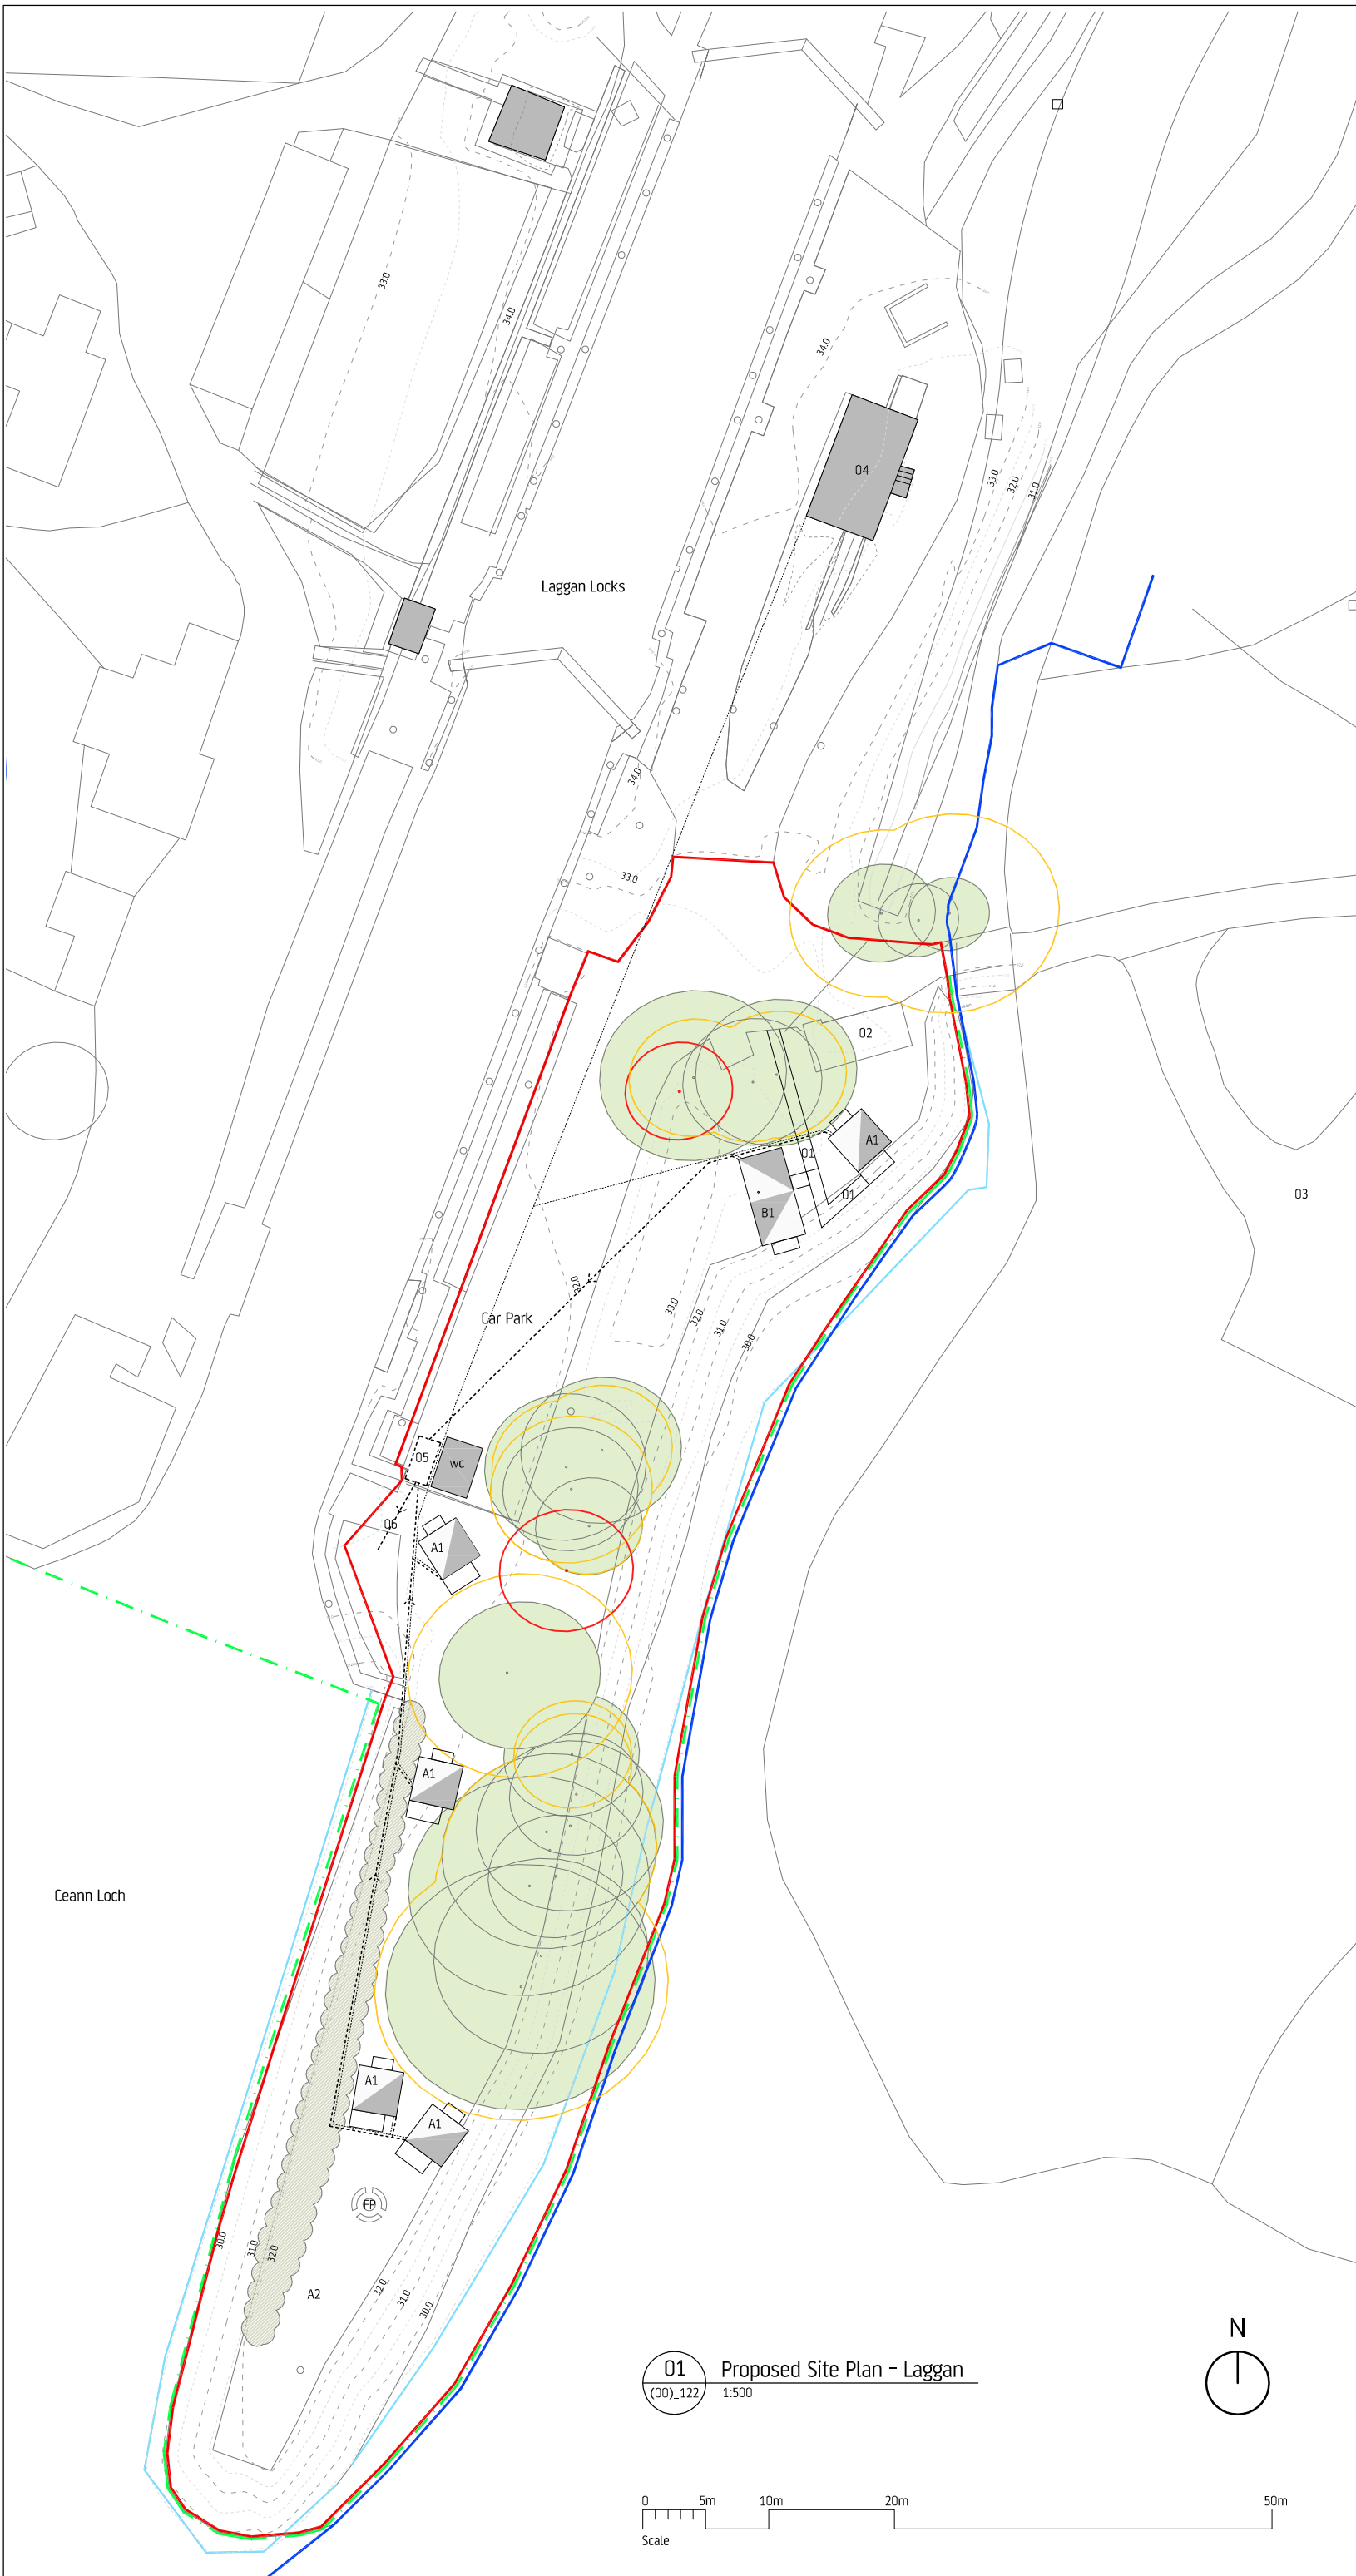 33.0
34.0
34.0
04
33.0
32.0
31.0
Laggan Locks
34.0
33.0
02
A1
01
01
B1
03
32.0
33.0
32.0
31.0
30.0
Car Park
05
WC
06
A1
A1
Ceann Loch
A1
A1
FP
30.0
31.0
32.0
A2
32.0
31.0
30.0
N
01
Proposed Site Plan - Laggan
(00)_122
1:500
0
5m
10m
20m
50m
Scale